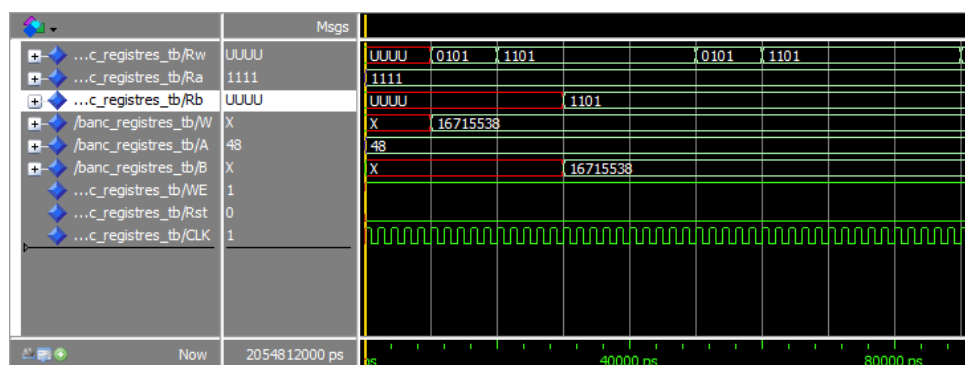 Msgs
...c_registres_tb/Rw UUUU UUUU 0101 1101 0101 1101
...c_registres_tb/Ra 1111 1111
...c_registres_tb/Rb UUUU UUUU 1101
/banc_registres_tb/W X X 16715538
/banc_registres_tb/A 48 48
/banc_registres_tb/B X X 16715538
...c_registres_tb/WE 1
...c_registres_tb/Rst 0
...c_registres_tb/CLK 1
Now 2054812000 ps ps 40000 ps 80000 ps